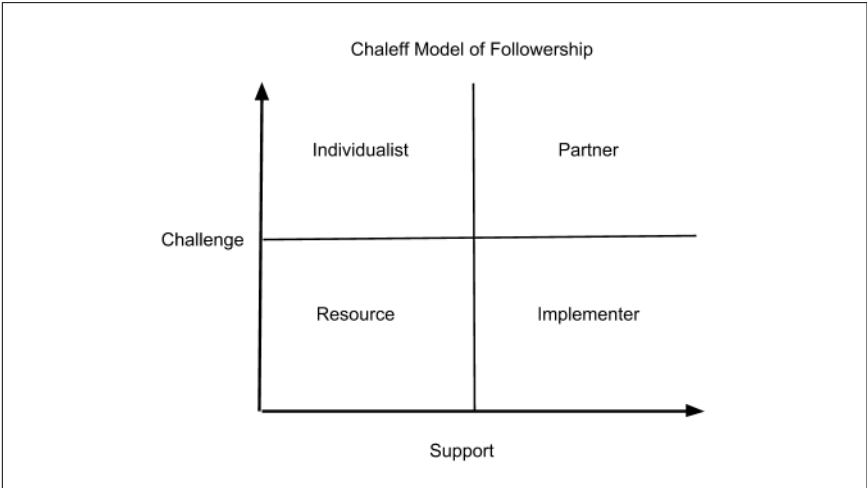 Chaleff Model of Followership
Individualist
Partner
Challenge
Resource
Implementer
Support